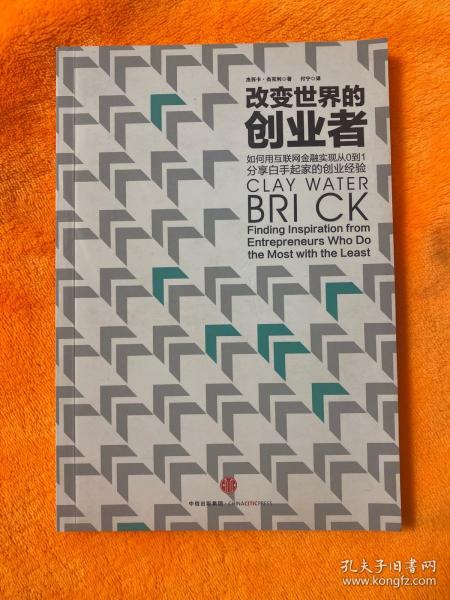 杰西卡·杰克利 著 付宁 译
改变世界的
创业者
如何用互联网金融实现从0到1
分享白手起家的创业经验
CLAY WATER
BRI CK
Finding Inspiration from
Entrepreneurs Who Do
the Most with the Least
中信出版集团·CHINACITICPRESS
孔夫子旧书网
www.kongfz.com